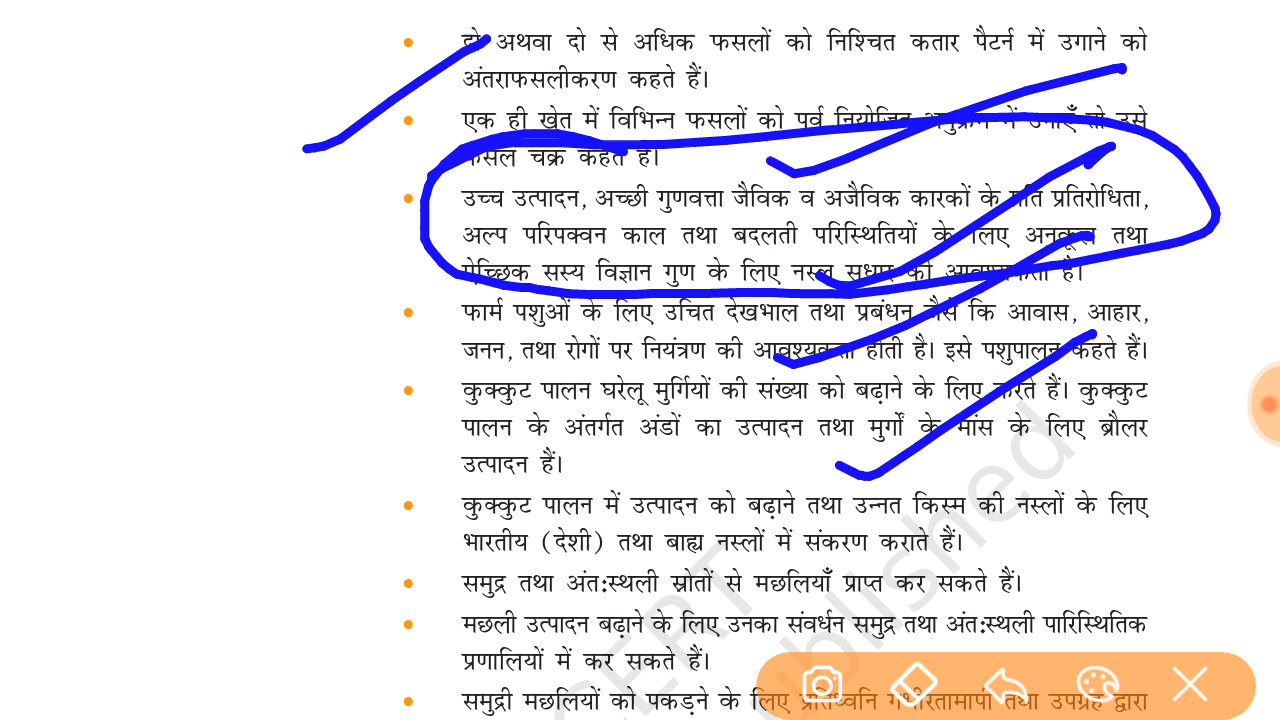 दो अथवा दो से अधिक फसलों को निश्चित कतार पैटर्न में उगाने को
अंतराफसलीकरण कहते हैं।
एक ही खेत में विभिन्न फसलों को पूर्व नियोजित अनुक्रम में उगाएँ तो उसे
फसल चक्र कहते हैं।
उच्च उत्पादन, अच्छी गुणवत्ता जैविक व अजैविक कारकों के प्रति प्रतिरोधिता,
अल्प परिपक्वन काल तथा बदलती परिस्थितियों के लिए अनुकूल तथा
ऐच्छिक सस्य विज्ञान गुण के लिए नस्ल सुधार की आवश्यकता है।
फार्म पशुओं के लिए उचित देखभाल तथा प्रबंधन जैसे कि आवास, आहार,
जनन, तथा रोगों पर नियंत्रण की आवश्यकता होती है। इसे पशुपालन कहते हैं।
कुक्कुट पालन घरेलू मुर्गियों की संख्या को बढ़ाने के लिए करते हैं। कुक्कुट
पालन के अंतर्गत अंडों का उत्पादन तथा मुर्गों के मांस के लिए ब्रौलर
उत्पादन हैं।
कुक्कुट पालन में उत्पादन को बढ़ाने तथा उन्नत किस्म की नस्लों के लिए
भारतीय (देशी) तथा बाह्य नस्लों में संकरण कराते हैं।
समुद्र तथा अंत:स्थली स्रोतों से मछलियाँ प्राप्त कर सकते हैं।
मछली उत्पादन बढ़ाने के लिए उनका संवर्धन समुद्र तथा अंत:स्थली पारिस्थितिक
प्रणालियों में कर सकते हैं।
समुद्री मछलियों को पकड़ने के लिए प्रतिध्वनि गंभीरतामापी तथा उपग्रह द्वारा